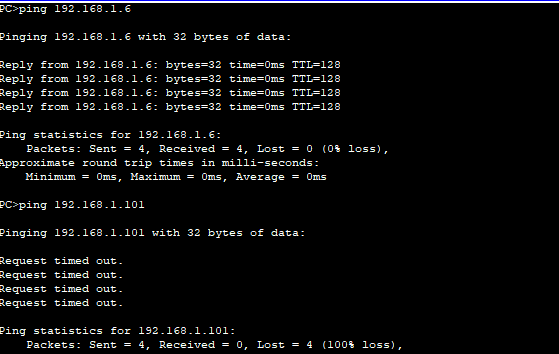 PC>ping 192.168.1.6
Pinging 192.168.1.6 with 32 bytes of data:
Reply from 192.168.1.6: bytes=32 time=0ms TTL=128
Reply from 192.168.1.6: bytes=32 time=0ms TTL=128
Reply from 192.168.1.6: bytes=32 time=0ms TTL=128
Reply from 192.168.1.6: bytes=32 time=0ms TTL=128
Ping statistics for 192.168.1.6:
Packets: Sent = 4, Received = 4, Lost = 0 (0% loss),
Approximate round trip times in milli-seconds:
Minimum = 0ms, Maximum = 0ms, Average = 0ms
PC>ping 192.168.1.101
Pinging 192.168.1.101 with 32 bytes of data:
Request timed out.
Request timed out.
Request timed out.
Request timed out.
Ping statistics for 192.168.1.101:
Packets: Sent = 4, Received = 0, Lost = 4 (100% loss),